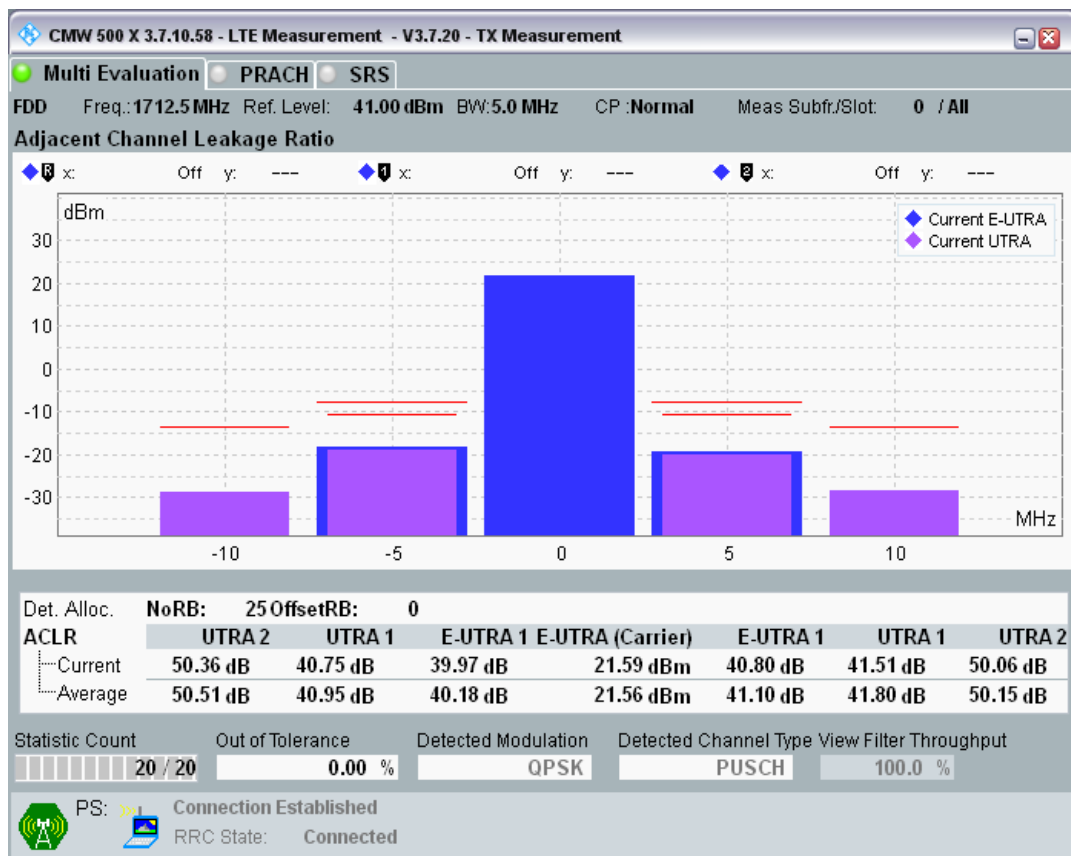 CMW 500 X 3.7.10.58 - LTE Measurement - V3.7.20 - TX Measurement
Multi Evaluation PRACH SRS
FDD Freq.:1712.5 MHz Ref. Level: 41.00 dBm BW:5.0 MHz CP :Normal Meas Subfr./Slot: 0 / All
Adjacent Channel Leakage Ratio
R x: Off y: --- 1 x: Off y: --- 2 x: Off y: ---
dBm
Current E-UTRA
Current UTRA
30
20
10
0
-10
-20
-30
MHz
-10 -5 0 5 10
Det. Alloc. NoRB: 25 OffsetRB: 0
ACLR UTRA 2 UTRA 1 E-UTRA 1 E-UTRA (Carrier) E-UTRA 1 UTRA 1 UTRA 2
Current 50.36 dB 40.75 dB 39.97 dB 21.59 dBm 40.80 dB 41.51 dB 50.06 dB
Average 50.51 dB 40.95 dB 40.18 dB 21.56 dBm 41.10 dB 41.80 dB 50.15 dB
Statistic Count Out of Tolerance Detected Modulation Detected Channel Type View Filter Throughput
20 / 20 0.00 % QPSK PUSCH 100.0 %
PS: Connection Established
RRC State: Connected